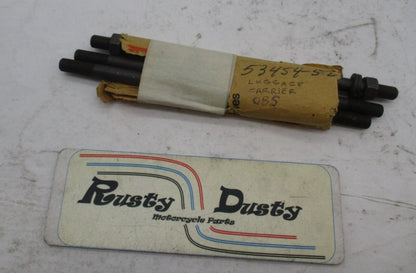 53454-52
LUGGAGE
CARRIER
OBS
Rusty Dusty
Motorcycle Parts